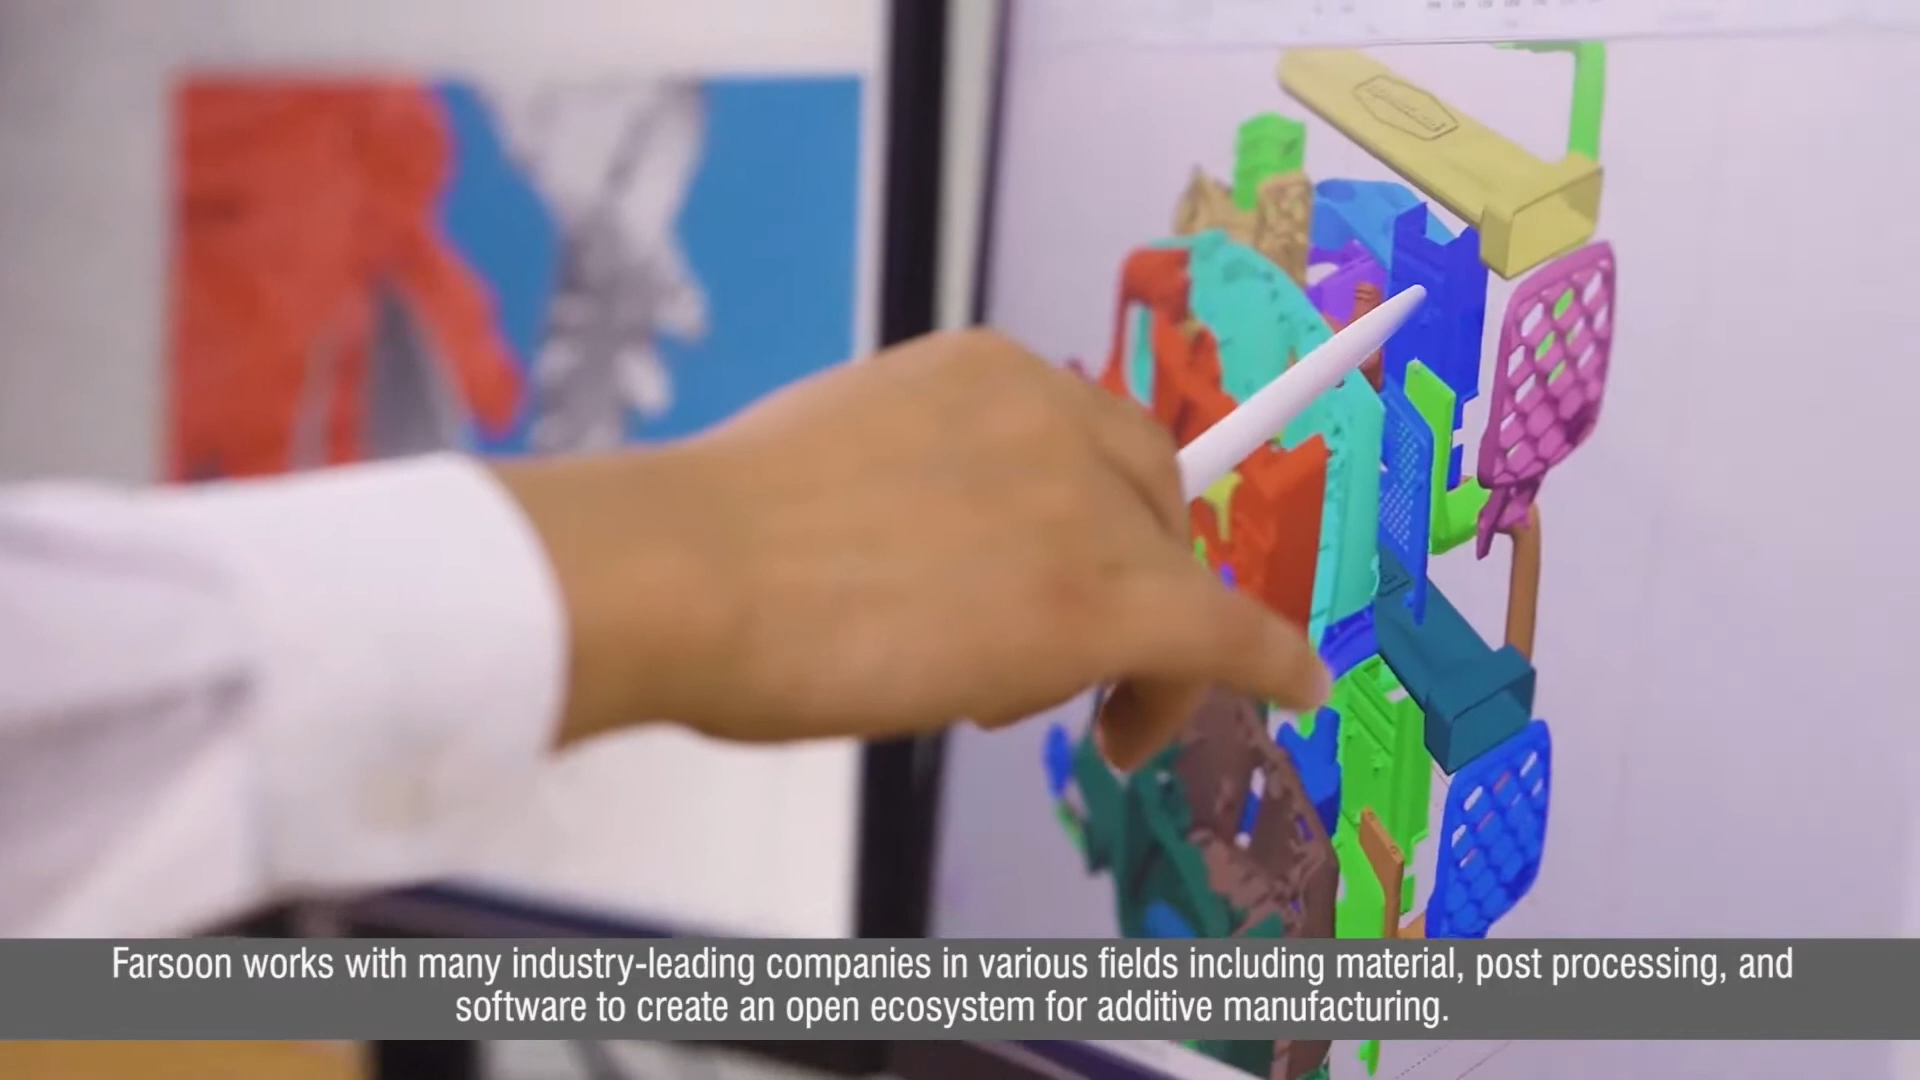 Farsoon works with many industry-leading companies in various fields including material, post processing, and
software to create an open ecosystem for additive manufacturing.